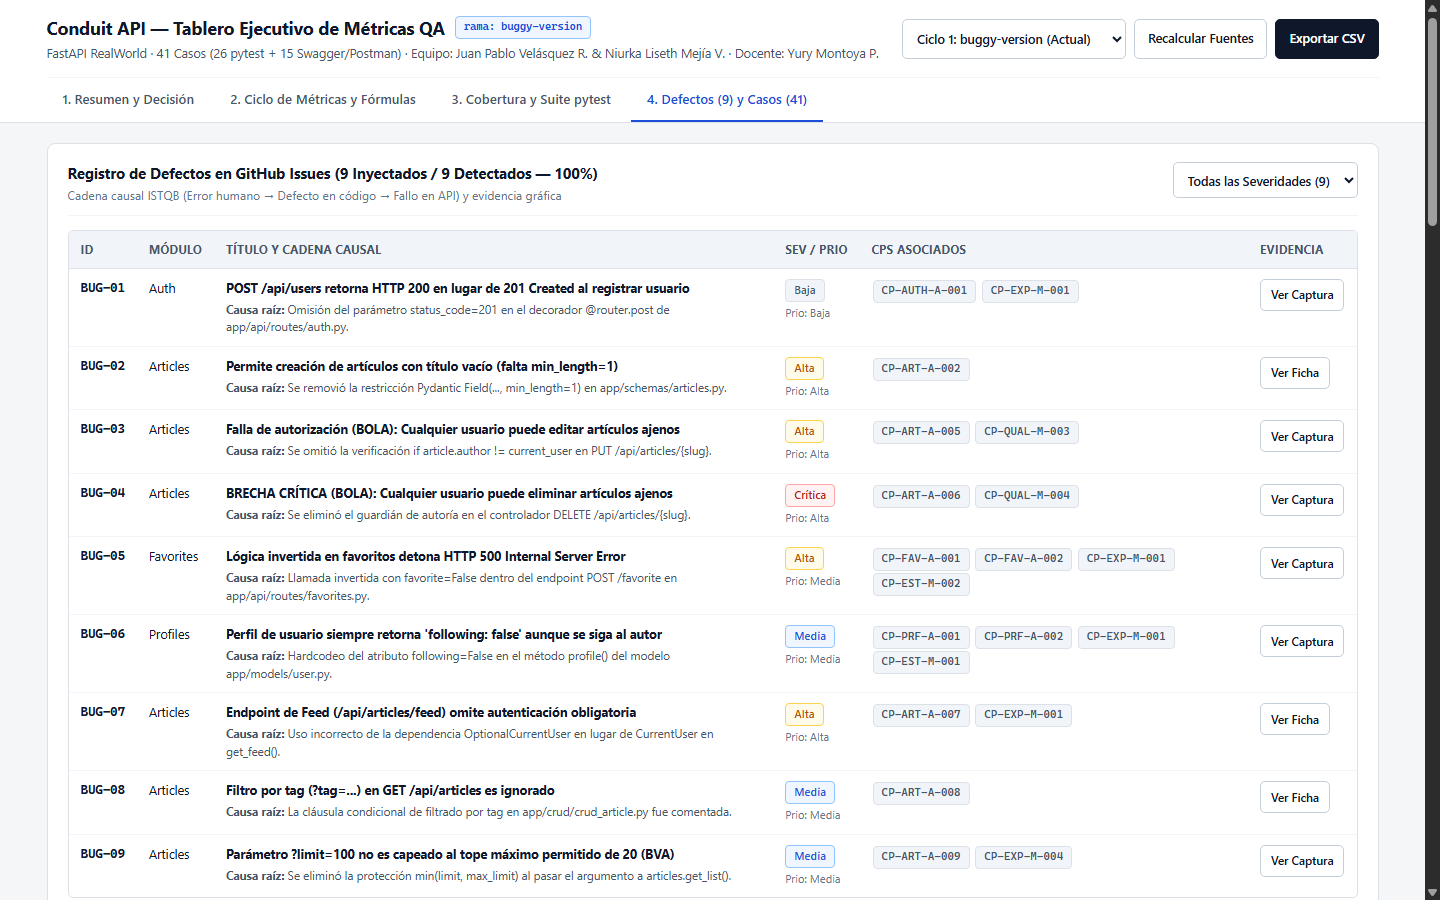 Conduit API — Tablero Ejecutivo de Métricas QA
rama: buggy-version
FastAPI RealWorld · 41 Casos (26 pytest + 15 Swagger/Postman) · Equipo: Juan Pablo Velásquez R. & Niurka Liseth Mejía V. · Docente: Yury Montoya P.
Ciclo 1: buggy-version (Actual)
Recalcular Fuentes
Exportar CSV
1. Resumen y Decisión
2. Ciclo de Métricas y Fórmulas
3. Cobertura y Suite pytest
4. Defectos (9) y Casos (41)
Registro de Defectos en GitHub Issues (9 Inyectados / 9 Detectados — 100%)
Cadena causal ISTQB (Error humano → Defecto en código → Fallo en API) y evidencia gráfica
Todas las Severidades (9)
ID MÓDULO TÍTULO Y CADENA CAUSAL SEV / PRIO CPS ASOCIADOS EVIDENCIA
BUG-01 Auth POST /api/users retorna HTTP 200 en lugar de 201 Created al registrar usuario Baja CP-AUTH-A-001 CP-EXP-M-001 Ver Captura
Causa raíz: Omisión del parámetro status_code=201 en el decorador @router.post de Prio: Baja
app/api/routes/auth.py.
BUG-02 Articles Permite creación de artículos con título vacío (falta min_length=1) Alta CP-ART-A-002 Ver Ficha
Causa raíz: Se removió la restricción Pydantic Field(..., min_length=1) en app/schemas/articles.py. Prio: Alta
BUG-03 Articles Falla de autorización (BOLA): Cualquier usuario puede editar artículos ajenos Alta CP-ART-A-005 CP-QUAL-M-003 Ver Captura
Causa raíz: Se omitió la verificación if article.author != current_user en PUT /api/articles/{slug}. Prio: Alta
BUG-04 Articles BRECHA CRÍTICA (BOLA): Cualquier usuario puede eliminar artículos ajenos Crítica CP-ART-A-006 CP-QUAL-M-004 Ver Captura
Causa raíz: Se eliminó el guardián de autoría en el controlador DELETE /api/articles/{slug}. Prio: Alta
BUG-05 Favorites Lógica invertida en favoritos detona HTTP 500 Internal Server Error Alta CP-FAV-A-001 CP-FAV-A-002 CP-EXP-M-001 Ver Captura
Causa raíz: Llamada invertida con favorite=False dentro del endpoint POST /favorite en Prio: Media CP-EST-M-002
app/api/routes/favorites.py.
BUG-06 Profiles Perfil de usuario siempre retorna 'following: false' aunque se siga al autor Media CP-PRF-A-001 CP-PRF-A-002 CP-EXP-M-001 Ver Captura
Causa raíz: Hardcodeo del atributo following=False en el método profile() del modelo Prio: Media CP-EST-M-001
app/models/user.py.
BUG-07 Articles Endpoint de Feed (/api/articles/feed) omite autenticación obligatoria Alta CP-ART-A-007 CP-EXP-M-001 Ver Ficha
Causa raíz: Uso incorrecto de la dependencia OptionalCurrentUser en lugar de CurrentUser en Prio: Alta
get_feed().
BUG-08 Articles Filtro por tag (?tag=...) en GET /api/articles es ignorado Media CP-ART-A-008 Ver Ficha
Causa raíz: La cláusula condicional de filtrado por tag en app/crud/crud_article.py fue comentada. Prio: Media
BUG-09 Articles Parámetro ?limit=100 no es capeado al tope máximo permitido de 20 (BVA) Media CP-ART-A-009 CP-EXP-M-004 Ver Captura
Causa raíz: Se eliminó la protección min(limit, max_limit) al pasar el argumento a articles.get_list(). Prio: Media